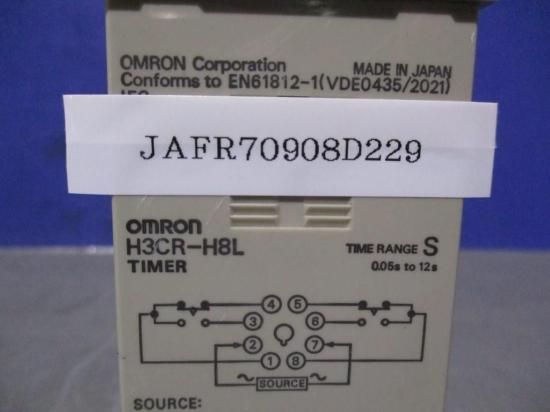 OMRON Corporation MADE IN JAPAN
Conforms to EN61812-1(VDE0435/2021)
JAFR70908D229
OMRON
H3CR-H8L TIME RANGE S
TIMER 0.05s to 12s
4 5
3 6
2 7
1 8
~ SOURCE ~
SOURCE: